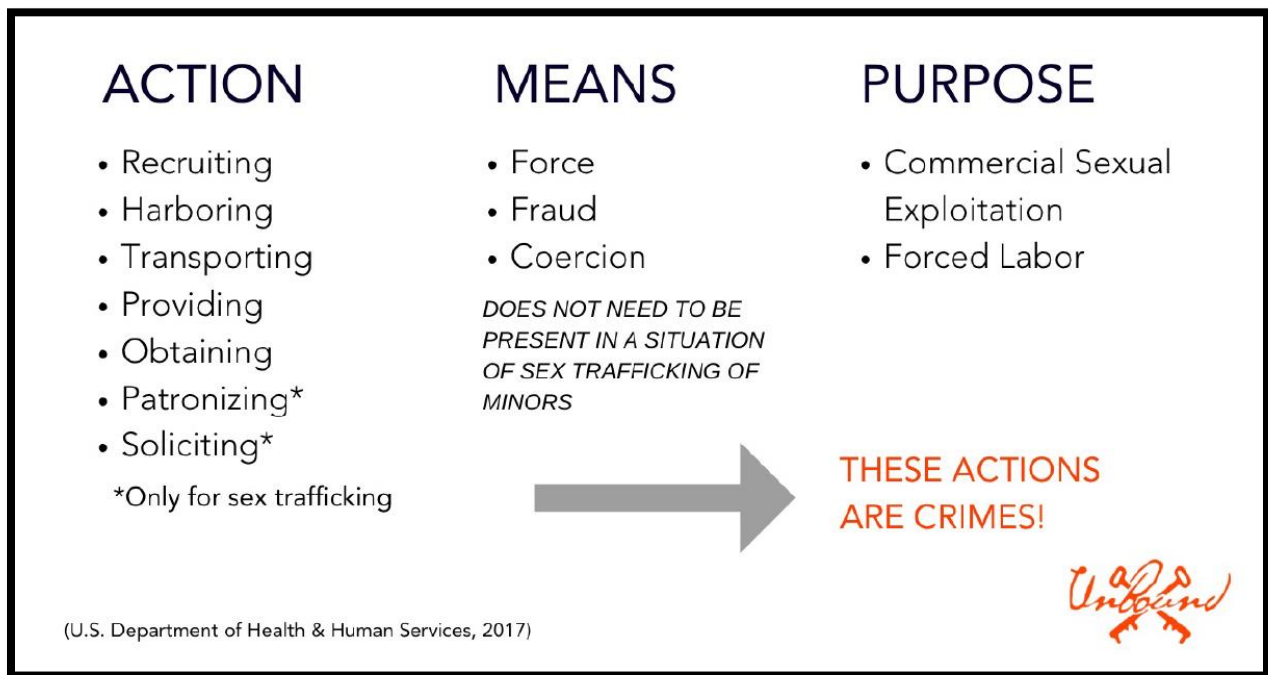 ACTION
• Recruiting
• Harboring
• Transporting
• Providing
• Obtaining
• Patronizing*
• Soliciting*
*Only for sex trafficking
MEANS
• Force
• Fraud
• Coercion
DOES NOT NEED TO BE
PRESENT IN A SITUATION
OF SEX TRAFFICKING OF
MINORS
PURPOSE
• Commercial Sexual
Exploitation
• Forced Labor
THESE ACTIONS
ARE CRIMES!
Unbound
(U.S. Department of Health & Human Services, 2017)